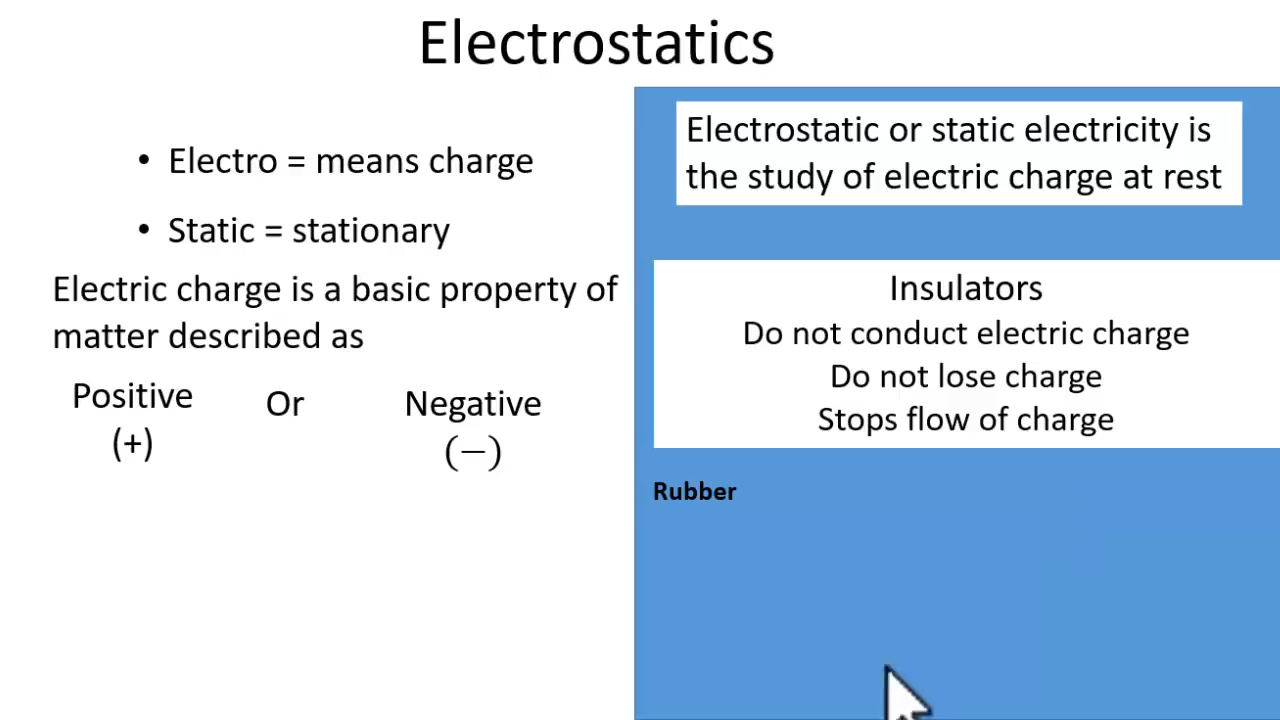 Electrostatics
• Electro = means charge
• Static = stationary
Electric charge is a basic property of
matter described as
Positive Or Negative
(+) (−)
Electrostatic or static electricity is
the study of electric charge at rest
Insulators
Do not conduct electric charge
Do not lose charge
Stops flow of charge
Rubber